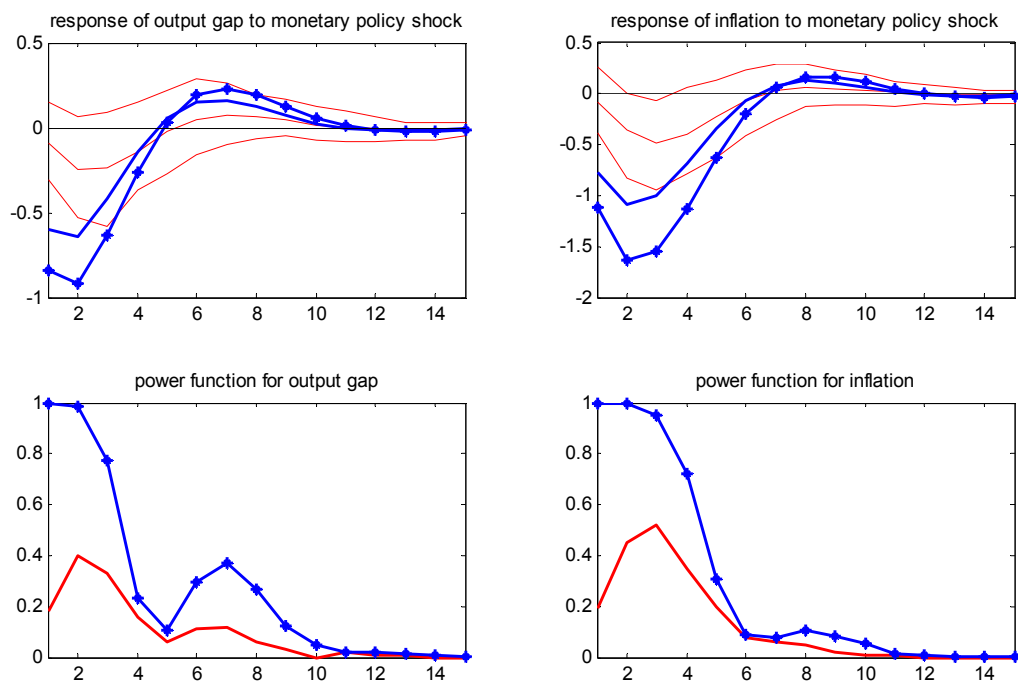 response of output gap to monetary policy shock
0.5
0
-0.5
-1
2 4 6 8 10 12 14
response of inflation to monetary policy shock
0.5
0
-0.5
-1
-1.5
-2
2 4 6 8 10 12 14
power function for output gap
1
0.8
0.6
0.4
0.2
0
2 4 6 8 10 12 14
power function for inflation
1
0.8
0.6
0.4
0.2
0
2 4 6 8 10 12 14